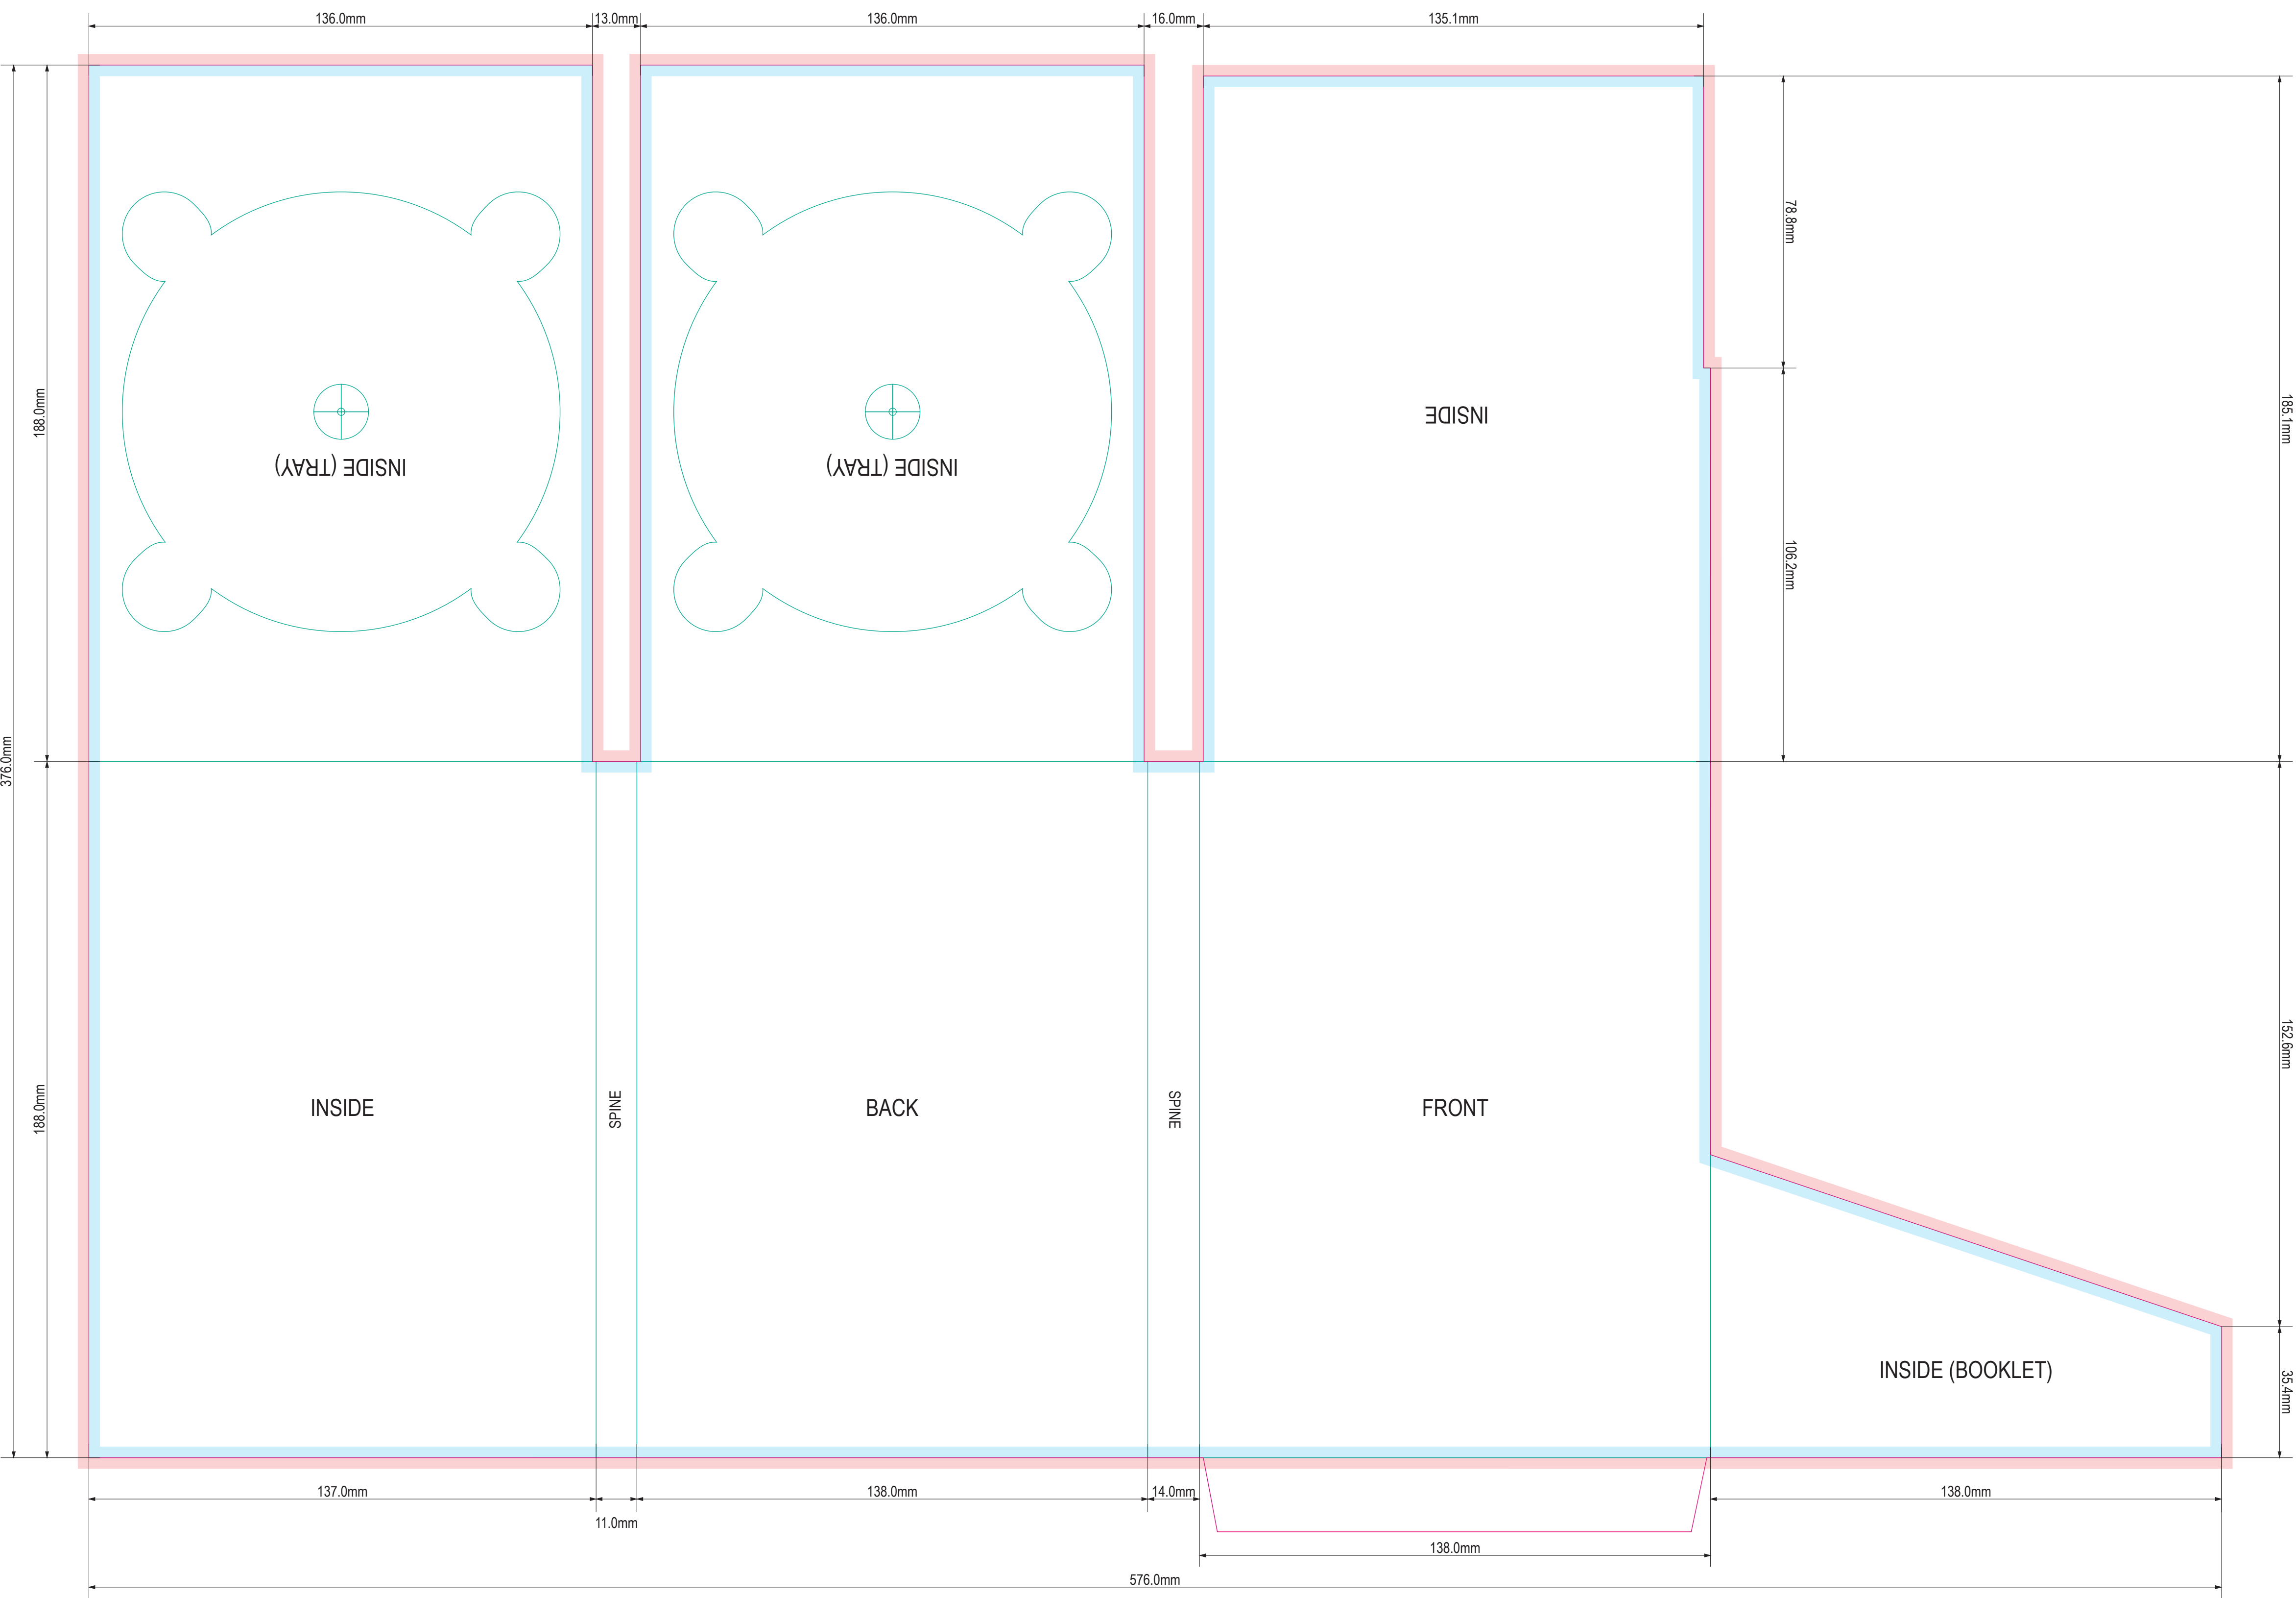 136.0mm
13.0mm
136.0mm
16.0mm
135.1mm
78.8mm
185.1mm
188.0mm
INSIDE
INSIDE (TRAY)
INSIDE (TRAY)
106.2mm
376.0mm
152.6mm
188.0mm
INSIDE
SPINE
BACK
SPINE
FRONT
INSIDE (BOOKLET)
35.4mm
137.0mm
138.0mm
14.0mm
138.0mm
11.0mm
138.0mm
576.0mm